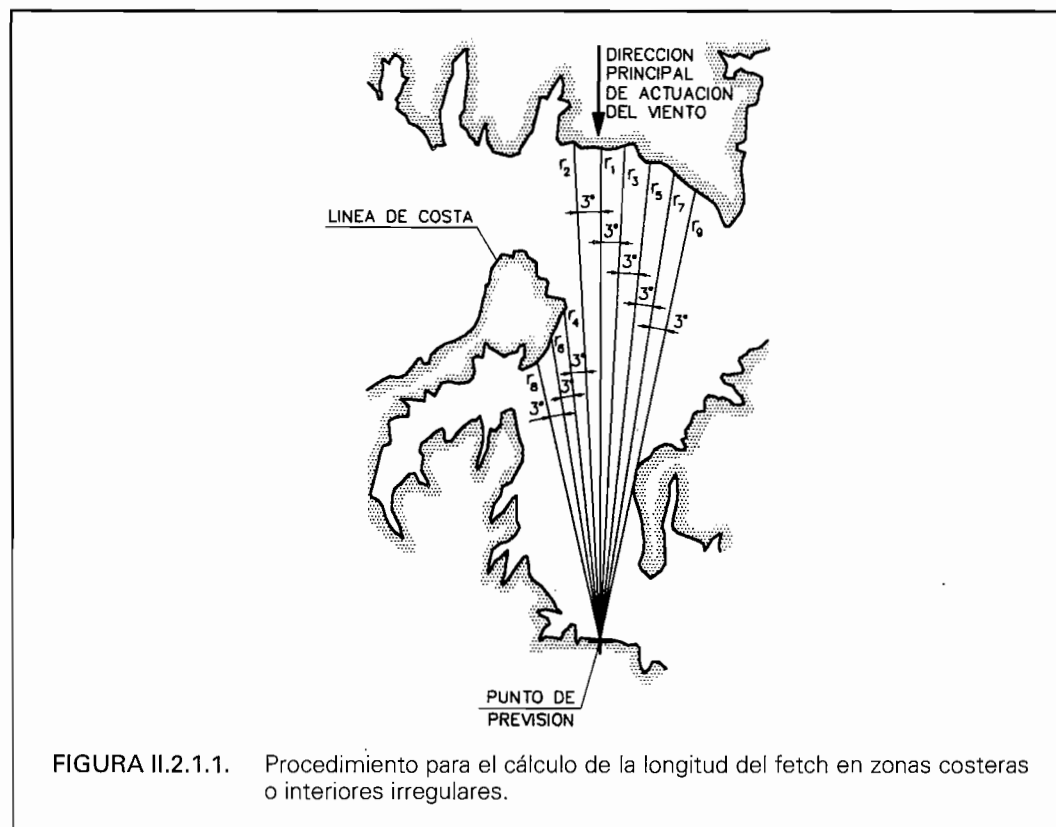 DIRECCION
PRINCIPAL
DE ACTUACION
DEL VIENTO
r₂
r₁
r₃
r₅
r₇
r₉
3°
3°
3°
3°
3°
LINEA DE COSTA
r₄
r₆
r₈
3°
3°
3°
PUNTO DE
PREVISION
FIGURA II.2.1.1. Procedimiento para el cálculo de la longitud del fetch en zonas costeras
o interiores irregulares.